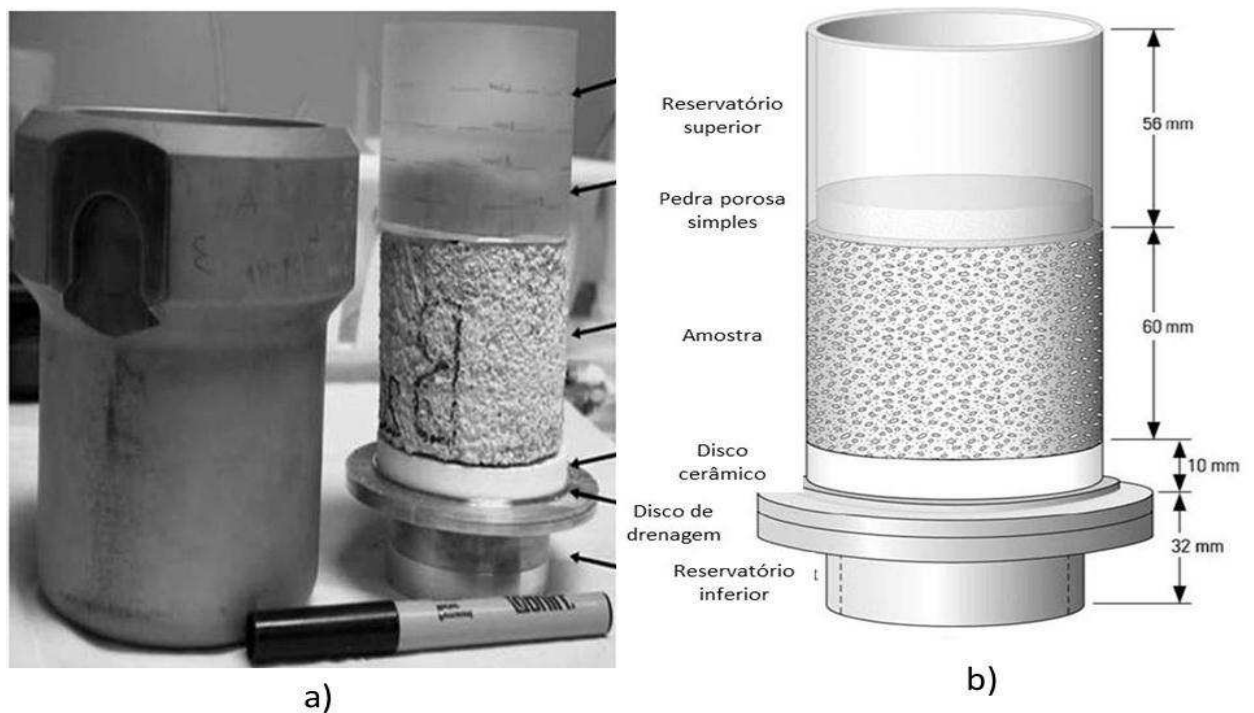 Reservatório
superior
56 mm
Pedra porosa
simples
Amostra
60 mm
Disco
cerâmico
10 mm
Disco de
drenagem
32 mm
Reservatório
inferior
a)
b)